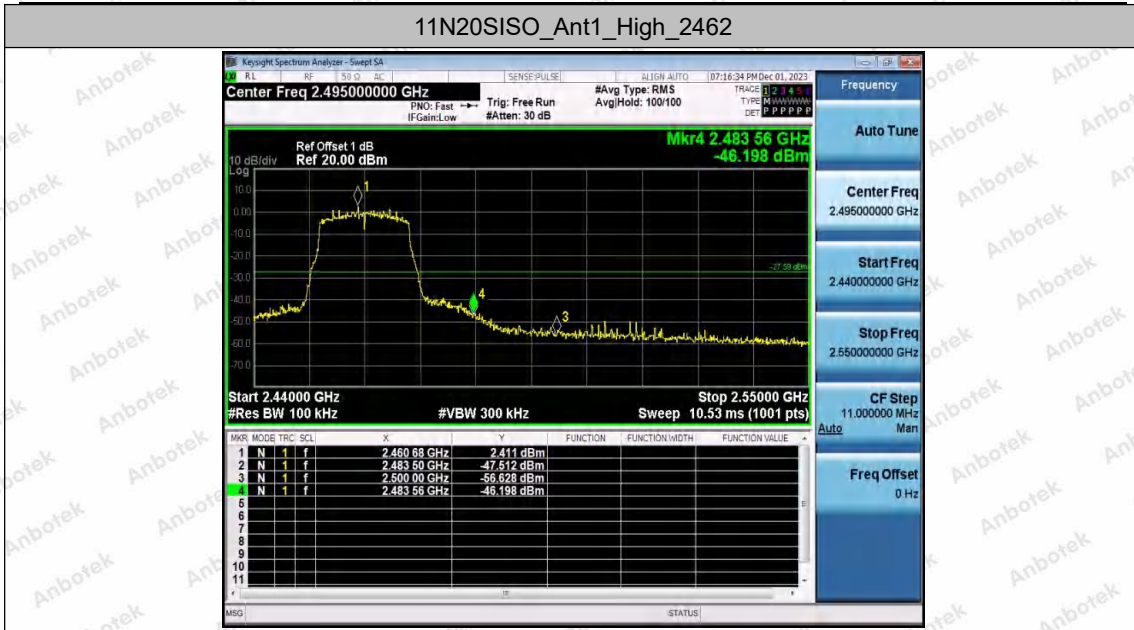 11N20SISO_Ant1_High_2462
Keysight Spectrum Analyzer - Swept SA
RL RF 50 Ω AC SENSE:PULSE ALIGN AUTO 07:16:34 PM Dec 01, 2023
Center Freq 2.495000000 GHz
PNO: Fast
IFGain:Low
Trig: Free Run
#Atten: 30 dB
#Avg Type: RMS
Avg|Hold: 100/100
TRACE 1 2 3 4 5 6
TYPE M WWWWW
DET P P P P P P
Mkr4 2.483 56 GHz
-46.198 dBm
Ref Offset 1 dB
10 dB/div Ref 20.00 dBm
Log
10.0
0.00
-10.0
-20.0
-30.0
-40.0
-50.0
-60.0
-70.0
1
4
3
Start 2.44000 GHz Stop 2.55000 GHz
#Res BW 100 kHz #VBW 300 kHz Sweep 10.53 ms (1001 pts)
MKR MODE TRC SCL X Y FUNCTION FUNCTION WIDTH FUNCTION VALUE
1 N 1 f 2.460 68 GHz 2.411 dBm
2 N 1 f 2.483 50 GHz -47.512 dBm
3 N 1 f 2.500 00 GHz -56.628 dBm
4 N 1 f 2.483 56 GHz -46.198 dBm
5
6
7
8
9
10
11
MSG STATUS
Frequency
Auto Tune
Center Freq
2.495000000 GHz
Start Freq
2.440000000 GHz
Stop Freq
2.550000000 GHz
CF Step
11.000000 MHz
Auto Man
Freq Offset
0 Hz
Anbotek